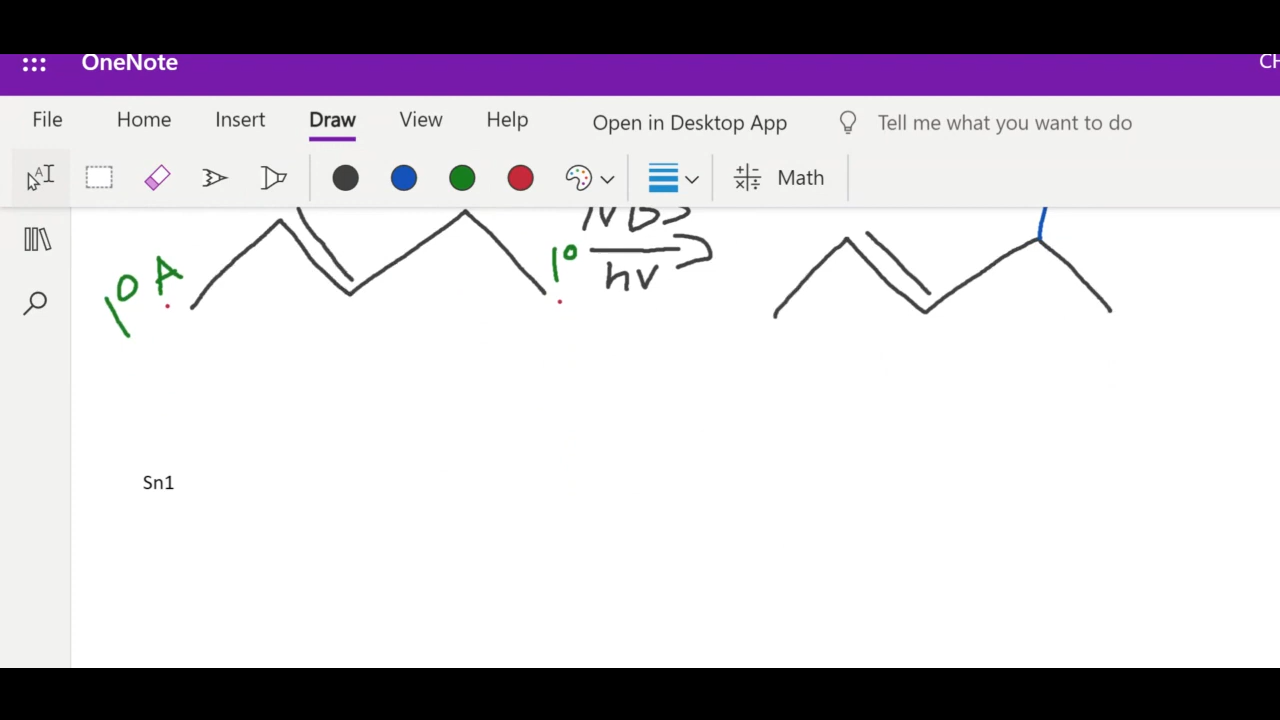 OneNote
CH
File Home Insert Draw View Help Open in Desktop App Tell me what you want to do
A Math
NBS
1° A 1°
hv
Sn1